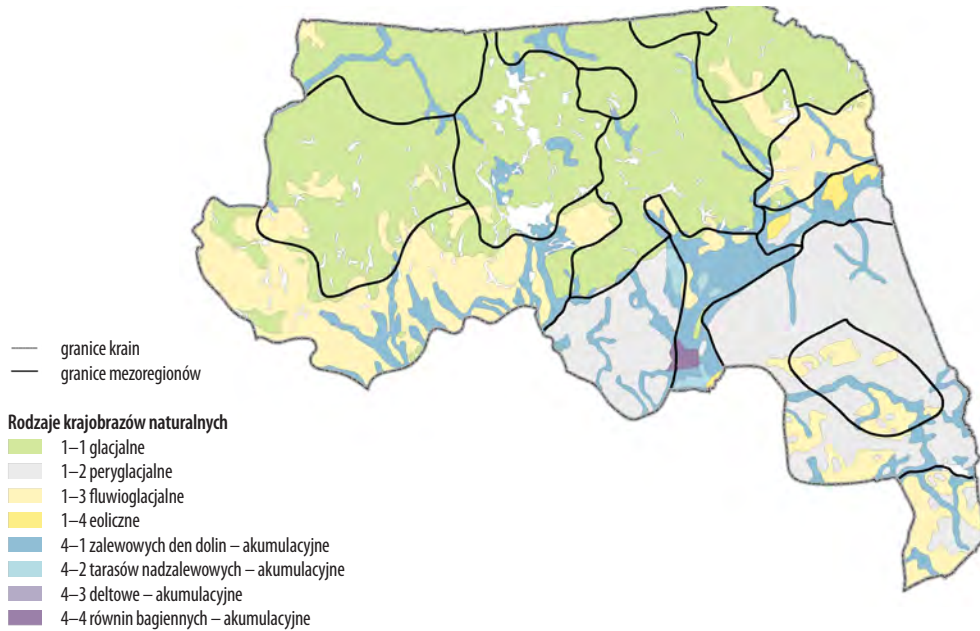 granice krain
granice mezoregionów
Rodzaje krajobrazów naturalnych
1–1 glacjalne
1–2 peryglacjalne
1–3 fluwioglacjalne
1–4 eoliczne
4–1 zalewowych den dolin – akumulacyjne
4–2 tarasów nadzalewowych – akumulacyjne
4–3 deltowe – akumulacyjne
4–4 równin bagiennych – akumulacyjne